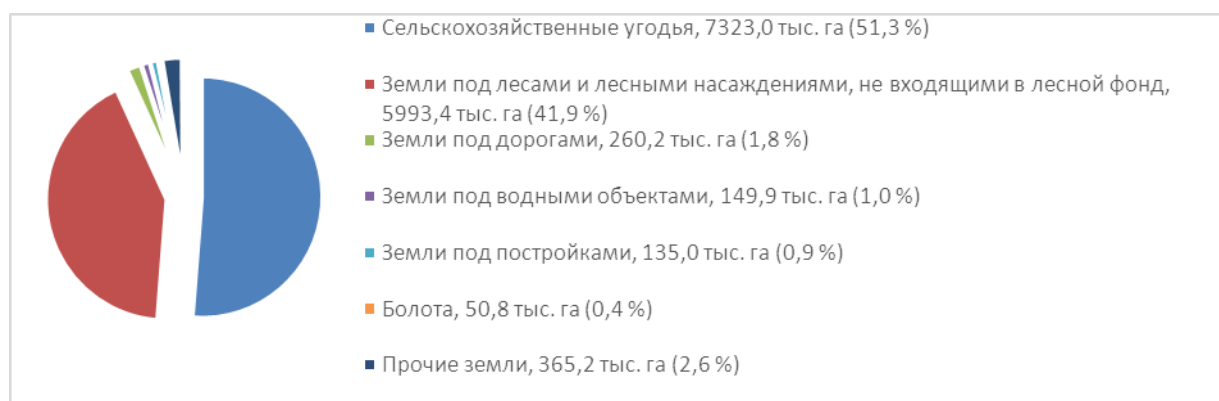 Сельскохозяйственные угодья, 7323,0 тыс. га (51,3 %)
Земли под лесами и лесными насаждениями, не входящими в лесной фонд,
5993,4 тыс. га (41,9 %)
Земли под дорогами, 260,2 тыс. га (1,8 %)
Земли под водными объектами, 149,9 тыс. га (1,0 %)
Земли под постройками, 135,0 тыс. га (0,9 %)
Болота, 50,8 тыс. га (0,4 %)
Прочие земли, 365,2 тыс. га (2,6 %)